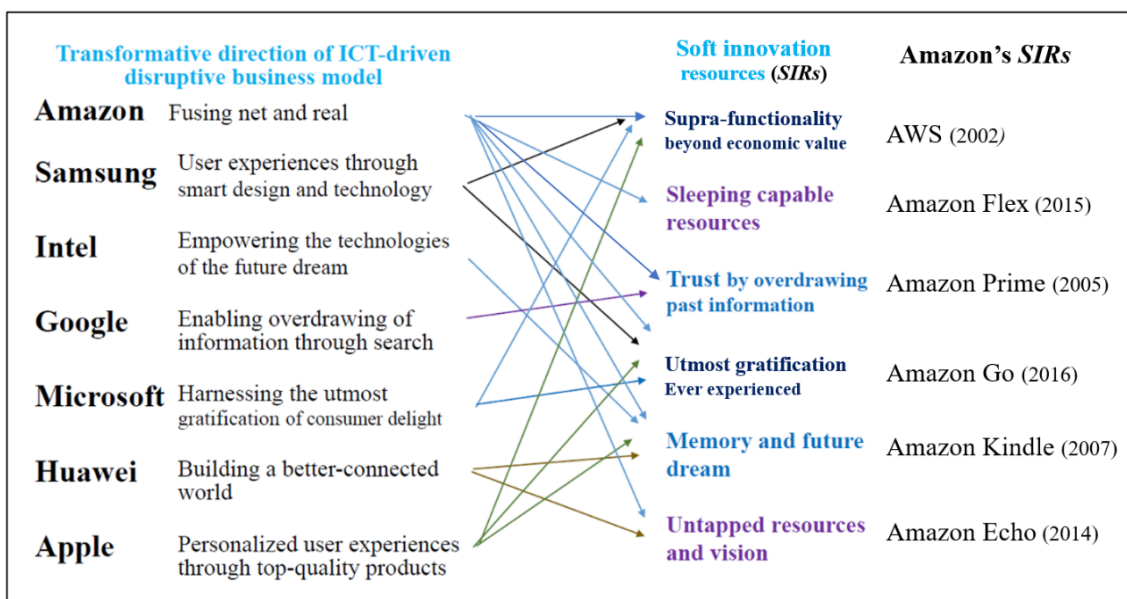 Transformative direction of ICT-driven
disruptive business model
Amazon Fusing net and real
Samsung User experiences through
smart design and technology
Intel Empowering the technologies
of the future dream
Google Enabling overdrawing of
information through search
Microsoft Harnessing the utmost
gratification of consumer delight
Huawei Building a better-connected
world
Apple Personalized user experiences
through top-quality products
Soft innovation
resources (SIRs)
Supra-functionality
beyond economic value
Sleeping capable
resources
Trust by overdrawing
past information
Utmost gratification
Ever experienced
Memory and future
dream
Untapped resources
and vision
Amazon's SIRs
AWS (2002)
Amazon Flex (2015)
Amazon Prime (2005)
Amazon Go (2016)
Amazon Kindle (2007)
Amazon Echo (2014)